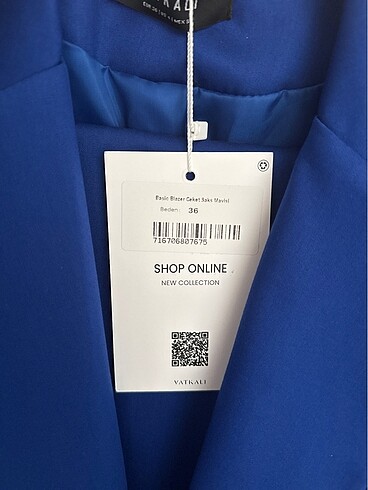 Basic Blazer Ceket Saks Mavisi
Beden: 36
716706807675
SHOP ONLINE
NEW COLLECTION
VATKALI